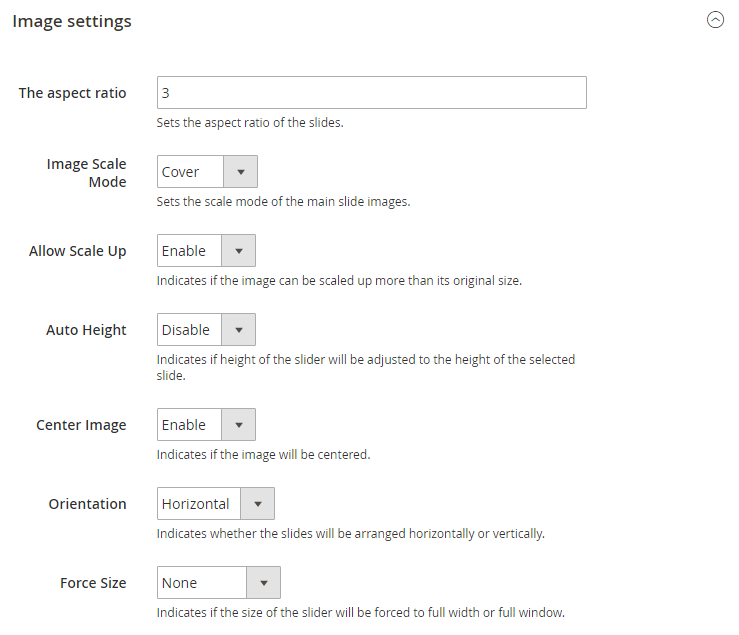 Image settings
The aspect ratio
3
Sets the aspect ratio of the slides.
Image Scale
Mode
Cover
Sets the scale mode of the main slide images.
Allow Scale Up
Enable
Indicates if the image can be scaled up more than its original size.
Auto Height
Disable
Indicates if height of the slider will be adjusted to the height of the selected
slide.
Center Image
Enable
Indicates if the image will be centered.
Orientation
Horizontal
Indicates whether the slides will be arranged horizontally or vertically.
Force Size
None
Indicates if the size of the slider will be forced to full width or full window.